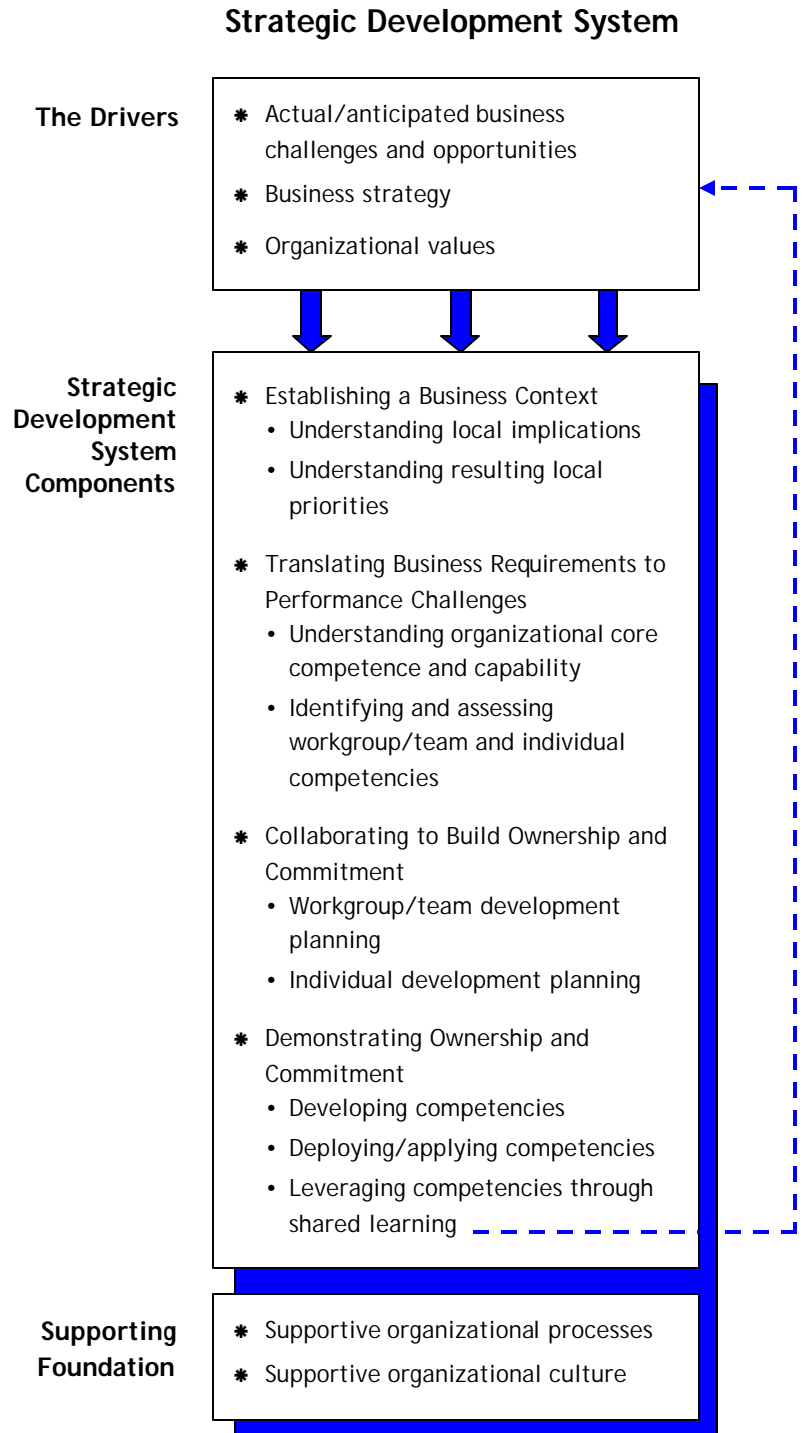 Strategic Development System
The Drivers
⁕ Actual/anticipated business
challenges and opportunities
⁕ Business strategy
⁕ Organizational values
Strategic
Development
System
Components
⁕ Establishing a Business Context
• Understanding local implications
• Understanding resulting local
priorities
⁕ Translating Business Requirements to
Performance Challenges
• Understanding organizational core
competence and capability
• Identifying and assessing
workgroup/team and individual
competencies
⁕ Collaborating to Build Ownership and
Commitment
• Workgroup/team development
planning
• Individual development planning
⁕ Demonstrating Ownership and
Commitment
• Developing competencies
• Deploying/applying competencies
• Leveraging competencies through
shared learning
Supporting
Foundation
⁕ Supportive organizational processes
⁕ Supportive organizational culture